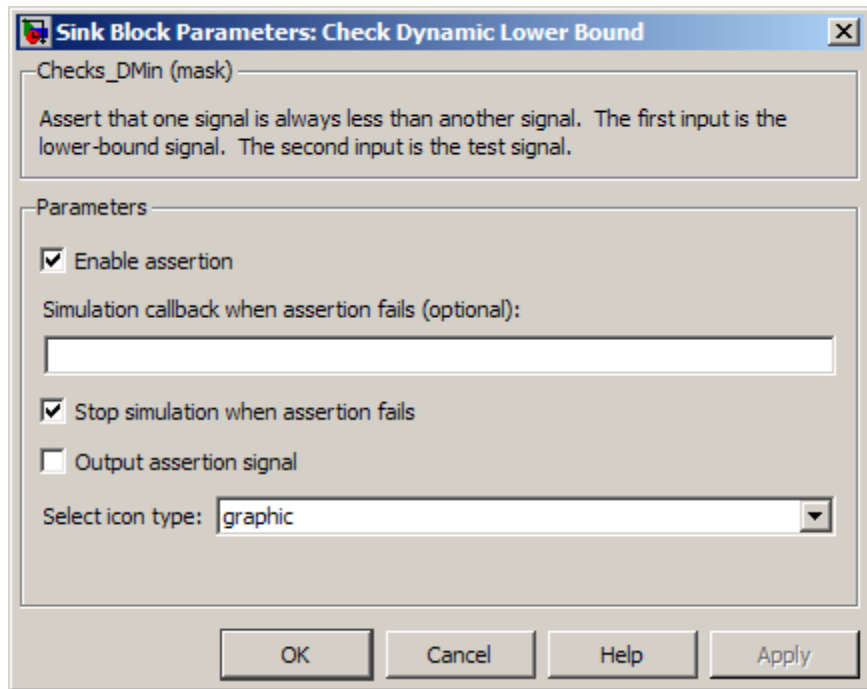 Sink Block Parameters: Check Dynamic Lower Bound
Checks_DMin (mask)
Assert that one signal is always less than another signal.  The first input is the
lower-bound signal.  The second input is the test signal.
Parameters
Enable assertion
Simulation callback when assertion fails (optional):
Stop simulation when assertion fails
Output assertion signal
Select icon type: graphic
OK Cancel Help Apply